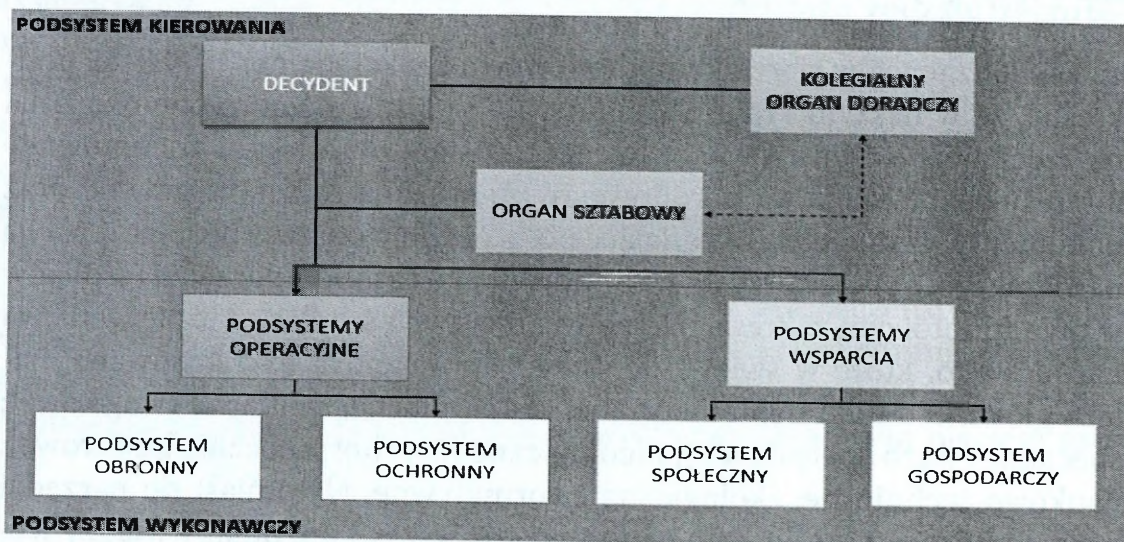 PODSYSTEM KIEROWANIA
DECYDENT
KOLEGIALNY
ORGAN DORADCZY
ORGAN SZTABOWY
PODSYSTEMY
OPERACYJNE
PODSYSTEMY
WSPARCIA
PODSYSTEM
OBRONNY
PODSYSTEM
OCHRONNY
PODSYSTEM
SPOŁECZNY
PODSYSTEM
GOSPODARCZY
PODSYSTEM WYKONAWCZY